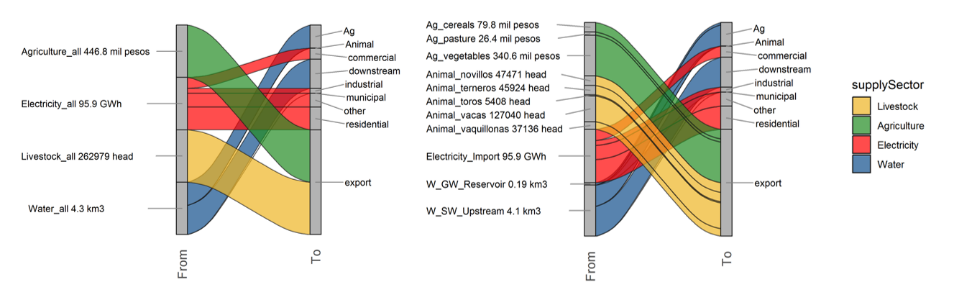 Agriculture_all 446.8 mil pesos
Electricity_all 95.9 GWh
Livestock_all 262979 head
Water_all 4.3 km3
Ag
Animal
commercial
downstream
industrial
municipal
other
residential
export
From
To
Ag_cereals 79.8 mil pesos
Ag_pasture 26.4 mil pesos
Ag_vegetables 340.6 mil pesos
Animal_novillos 47471 head
Animal_terneros 45924 head
Animal_toros 5408 head
Animal_vacas 127040 head
Animal_vaquillonas 37136 head
Electricity_Import 95.9 GWh
W_GW_Reservoir 0.19 km3
W_SW_Upstream 4.1 km3
Ag
Animal
commercial
downstream
industrial
municipal
other
residential
export
From
To
supplySector
Livestock
Agriculture
Electricity
Water